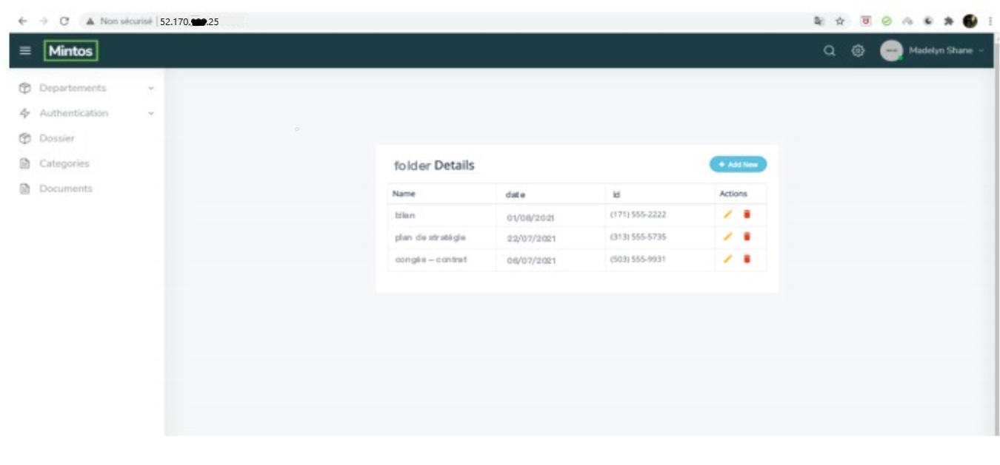 Non sécurisé | 52.170. .25
Mintos
Madelyn Shane
Departements
Authentication
Dossier
Categories
Documents
folder Details
+ Add New
Name date Id Actions
bilan 01/08/2021 (171) 555-2222
plan de stratégie 22/07/2021 (313) 555-5735
congés – contrat 06/07/2021 (503) 555-9931